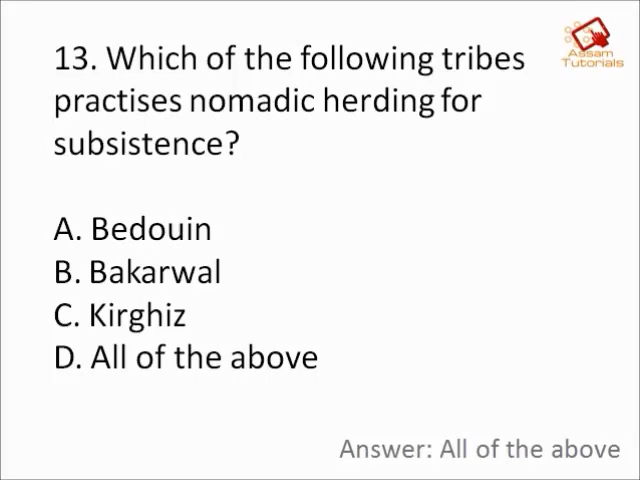 Assam
Tutorials
13. Which of the following tribes
practises nomadic herding for
subsistence?
A. Bedouin
B. Bakarwal
C. Kirghiz
D. All of the above
Answer: All of the above